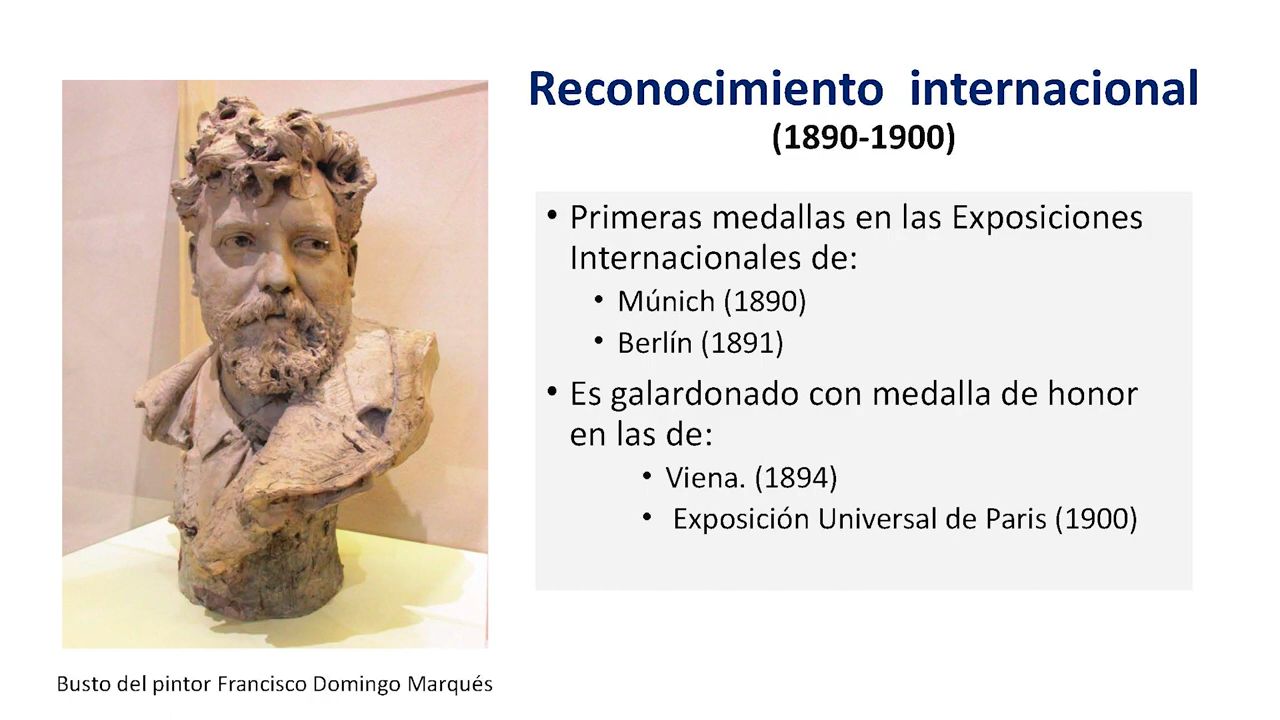 Reconocimiento internacional
(1890-1900)
• Primeras medallas en las Exposiciones
Internacionales de:
• Múnich (1890)
• Berlín (1891)
• Es galardonado con medalla de honor
en las de:
• Viena. (1894)
• Exposición Universal de Paris (1900)
Busto del pintor Francisco Domingo Marqués